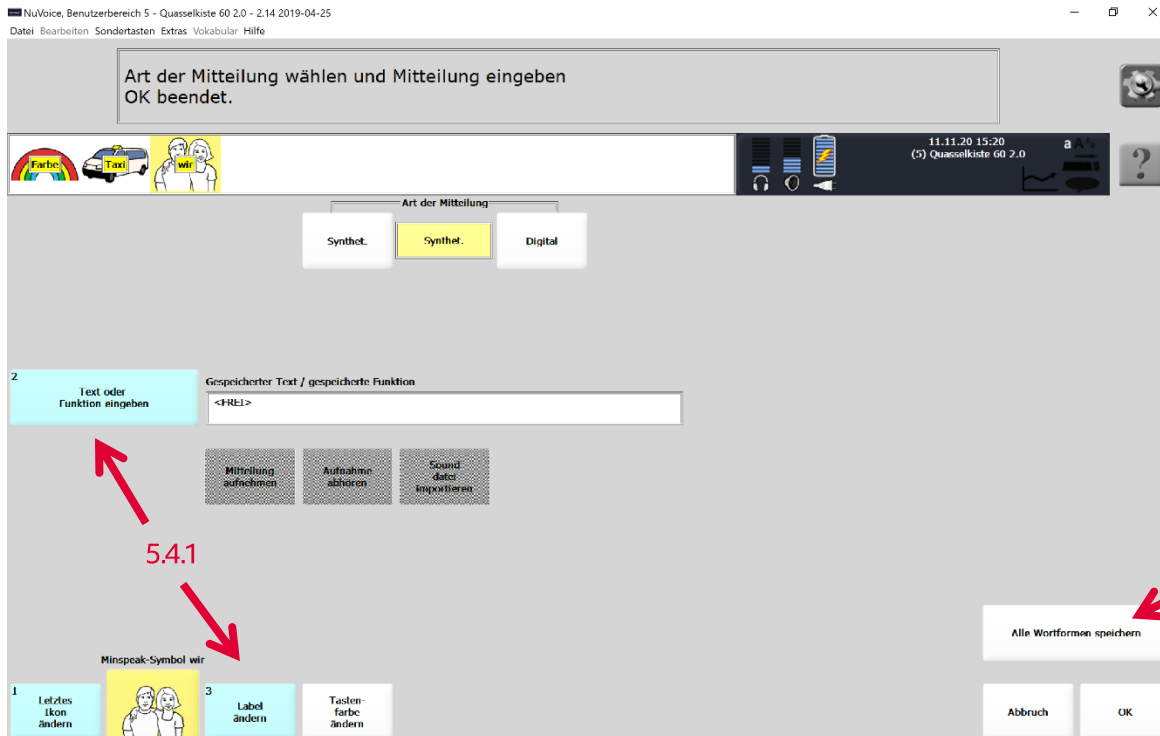 NuVoice, Benutzerbereich 5 - Quasselkiste 60 2.0 - 2.14 2019-04-25
Datei Bearbeiten Sondertasten Extras Vokabular Hilfe
Art der Mitteilung wählen und Mitteilung eingeben
OK beendet.
Farbe Taxi wir
11.11.20 15:20
(5) Quasselkiste 60 2.0
Art der Mitteilung
Synthet. Synthet. Digital
2
Text oder
Funktion eingeben
Gespeicherter Text / gespeicherte Funktion
<FREI>
Mitteilung
aufnehmen
Aufnahme
abhören
Sound
datei
importieren
5.4.1
Alle Wortformen speichern
Minspeak-Symbol wir
1
Letztes
Ikon
ändern
3
Label
ändern
Tasten-
farbe
ändern
Abbruch
OK